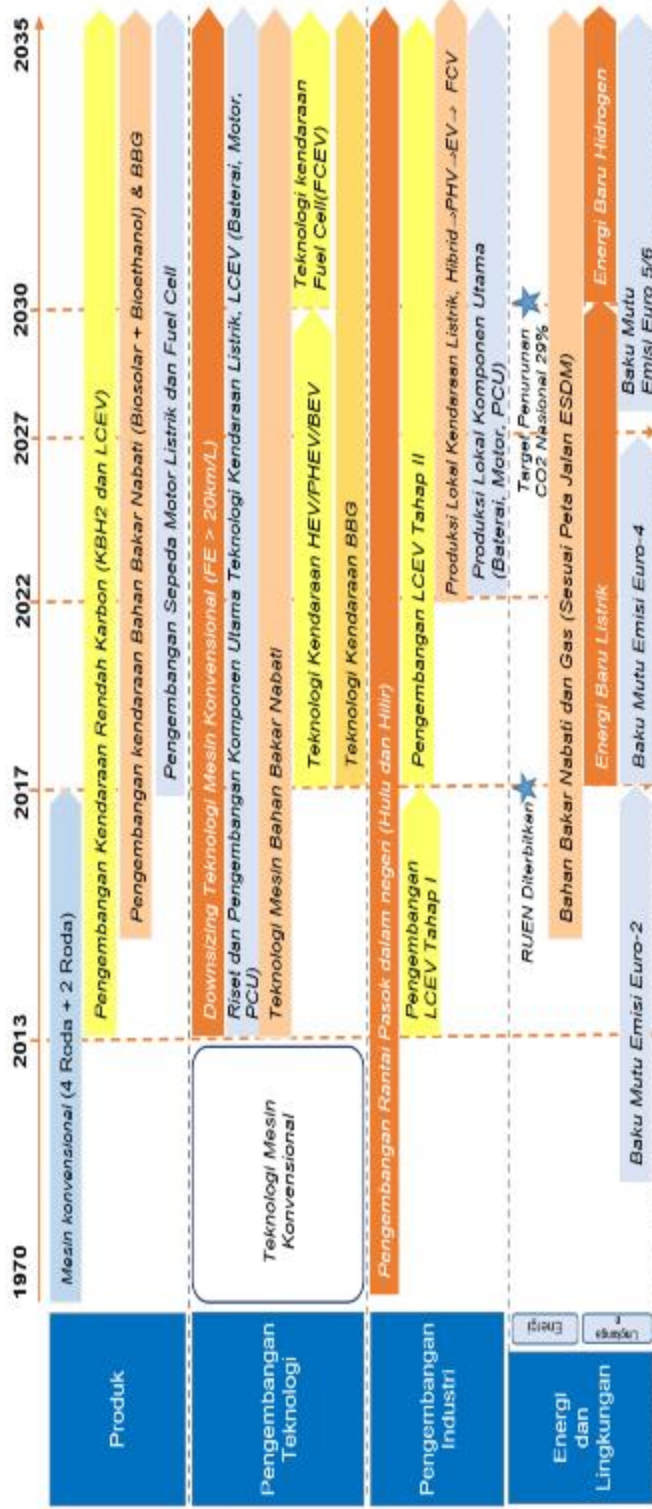 1970 2013 2017 2022 2027 2030 2035
Produk
Mesin konvensional (4 Roda + 2 Roda)
Pengembangan Kendaraan Rendah Karbon (KBH2 dan LCEV)
Pengembangan kendaraan Bahan Bakar Nabati (Biosolar + Bioethanol) & BBG
Pengembangan Sepeda Motor Listrik dan Fuel Cell
Pengembangan
Teknologi
Teknologi Mesin
Konvensional
Downsizing Teknologi Mesin Konvensional (FE > 20km/L)
Riset dan Pengembangan Komponen Utama Teknologi Kendaraan Listrik, LCEV (Baterai, Motor,
PCU)
Teknologi Mesin Bahan Bakar Nabati
Teknologi Kendaraan HEV/PHEV/BEV
Teknologi kendaraan
Fuel Cell(FCEV)
Teknologi Kendaraan BBG
Pengembangan
Industri
Pengembangan Rantai Pasok dalam negeri (Hulu dan Hilir)
Pengembangan
LCEV Tahap I
Pengembangan LCEV Tahap II
Produksi Lokal Kendaraan Listrik, Hibrid→PHV→EV→ FCV
Produksi Lokal Komponen Utama
(Baterai, Motor, PCU)
Energi
dan
Lingkungan
Energi
Lingkunga
n
RUEN Diterbitkan
Target Penurunan
CO2 Nasional 29%
Bahan Bakar Nabati dan Gas (Sesuai Peta Jalan ESDM)
Energi Baru Listrik
Energi Baru Hidrogen
Baku Mutu Emisi Euro-2
Baku Mutu Emisi Euro-4
Baku Mutu
Emisi Euro 5/6